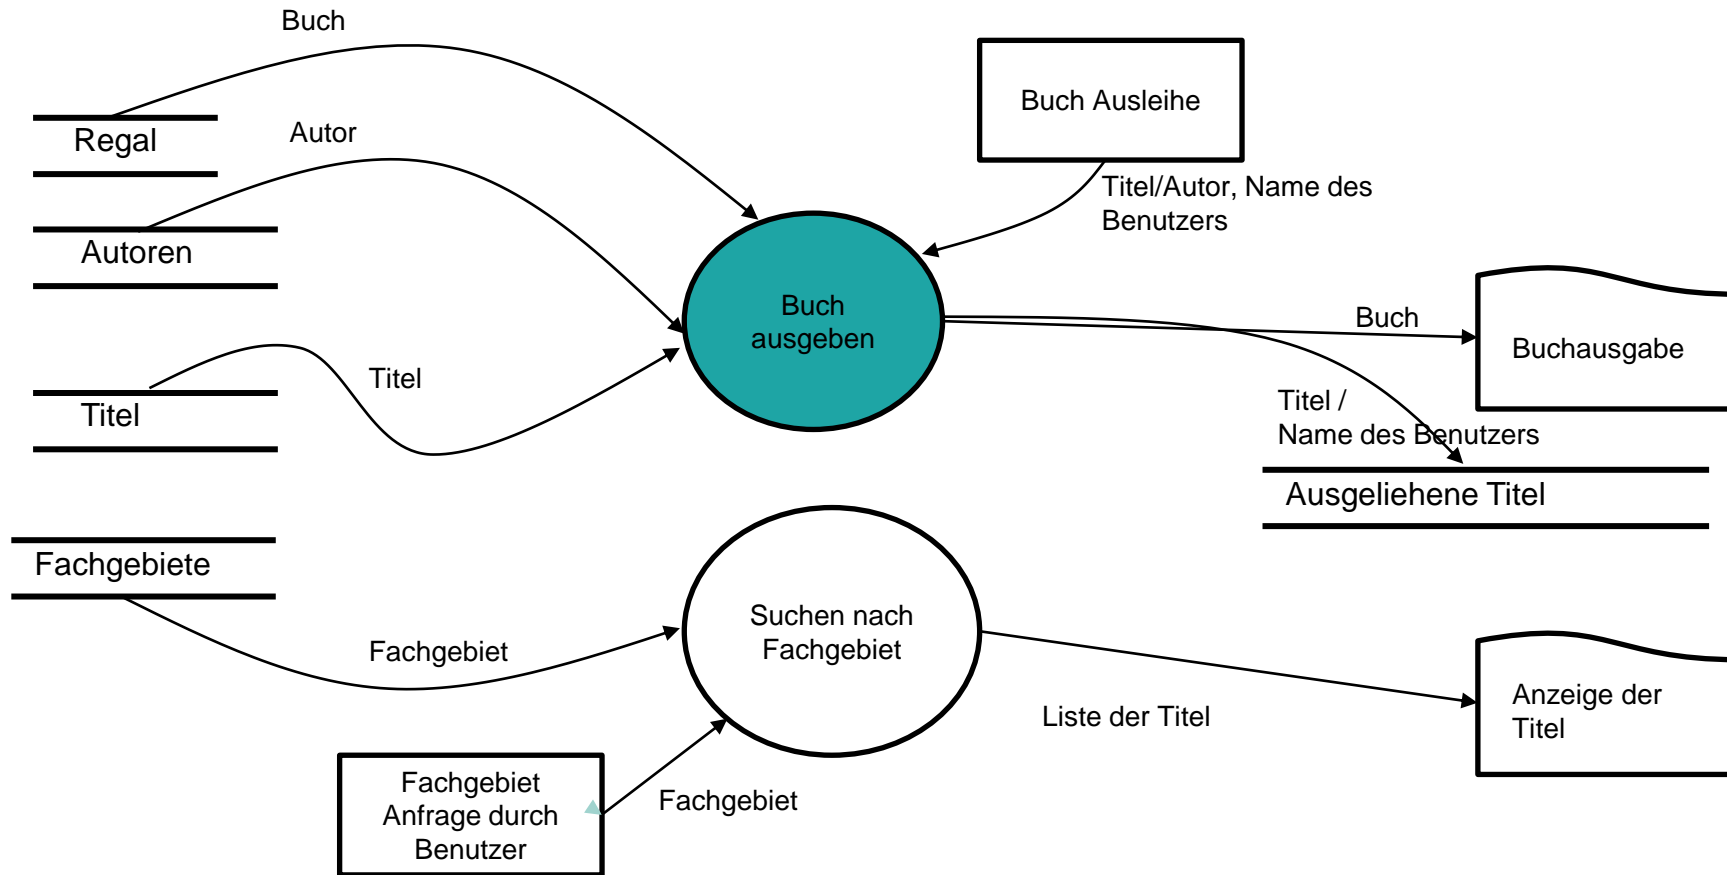 Buch
Buch Ausleihe
Regal
Autor
Titel/Autor, Name des
Benutzers
Autoren
Buch
ausgeben
Buch
Buchausgabe
Titel
Titel
Titel /
Name des Benutzers
Ausgeliehene Titel
Fachgebiete
Suchen nach
Fachgebiet
Fachgebiet
Liste der Titel
Anzeige der
Titel
Fachgebiet
Anfrage durch
Benutzer
Fachgebiet